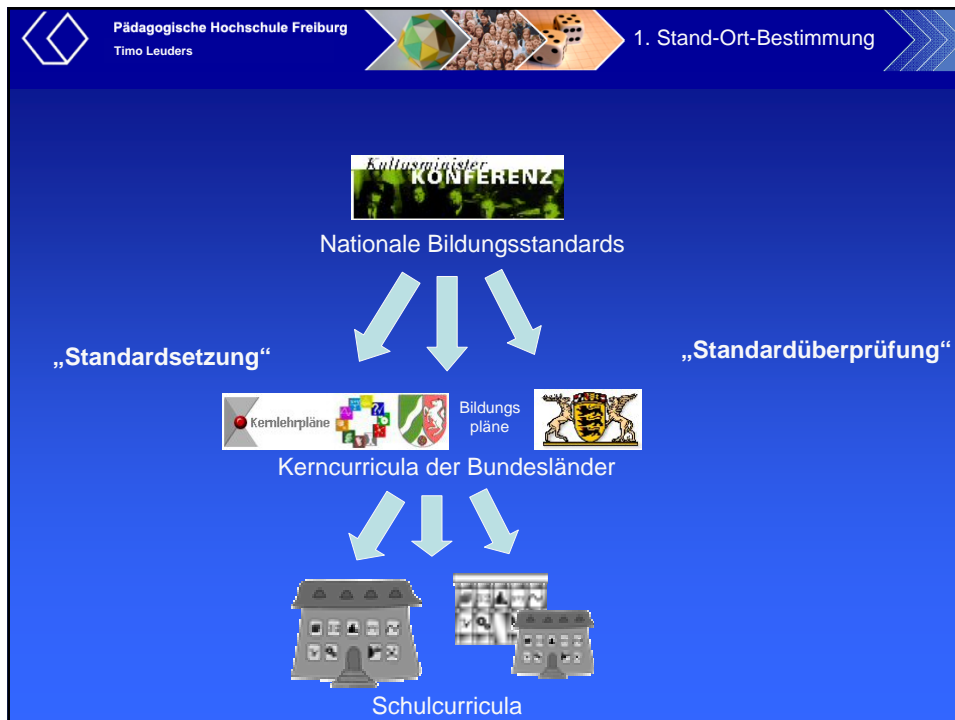 Pädagogische Hochschule Freiburg
Timo Leuders
1. Stand-Ort-Bestimmung
Kultusminister
KONFERENZ
Nationale Bildungsstandards
„Standardsetzung“
„Standardüberprüfung“
Kernlehrpläne
Bildungs
pläne
Kerncurricula der Bundesländer
Schulcurricula